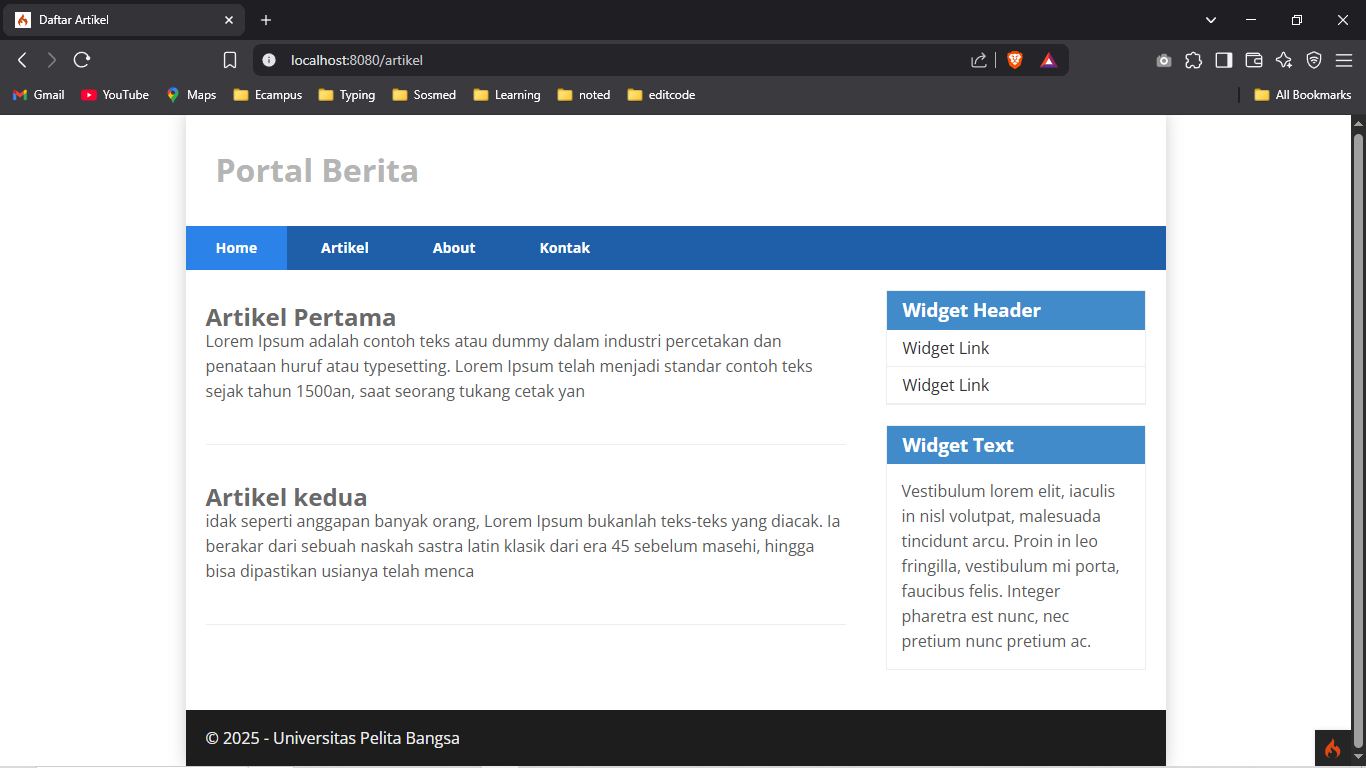 Daftar Artikel
localhost:8080/artikel
Gmail YouTube Maps Ecampus Typing Sosmed Learning noted editcode All Bookmarks
Portal Berita
Home Artikel About Kontak
Artikel Pertama
Lorem Ipsum adalah contoh teks atau dummy dalam industri percetakan dan
penataan huruf atau typesetting. Lorem Ipsum telah menjadi standar contoh teks
sejak tahun 1500an, saat seorang tukang cetak yan
Artikel kedua
idak seperti anggapan banyak orang, Lorem Ipsum bukanlah teks-teks yang diacak. Ia
berakar dari sebuah naskah sastra latin klasik dari era 45 sebelum masehi, hingga
bisa dipastikan usianya telah menca
Widget Header
Widget Link
Widget Link
Widget Text
Vestibulum lorem elit, iaculis
in nisl volutpat, malesuada
tincidunt arcu. Proin in leo
fringilla, vestibulum mi porta,
faucibus felis. Integer
pharetra est nunc, nec
pretium nunc pretium ac.
© 2025 - Universitas Pelita Bangsa